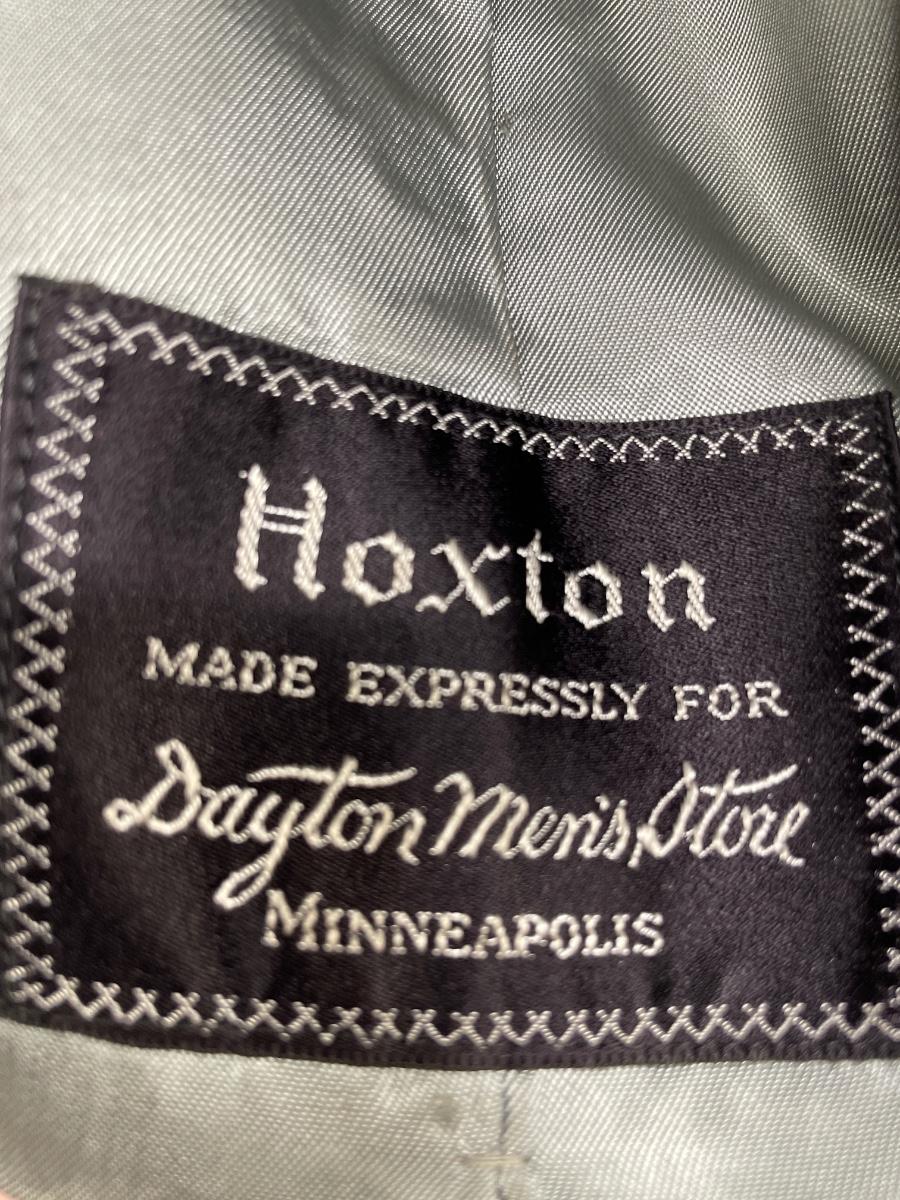 Hoxton
MADE EXPRESSLY FOR
Dayton Men's Store
MINNEAPOLIS